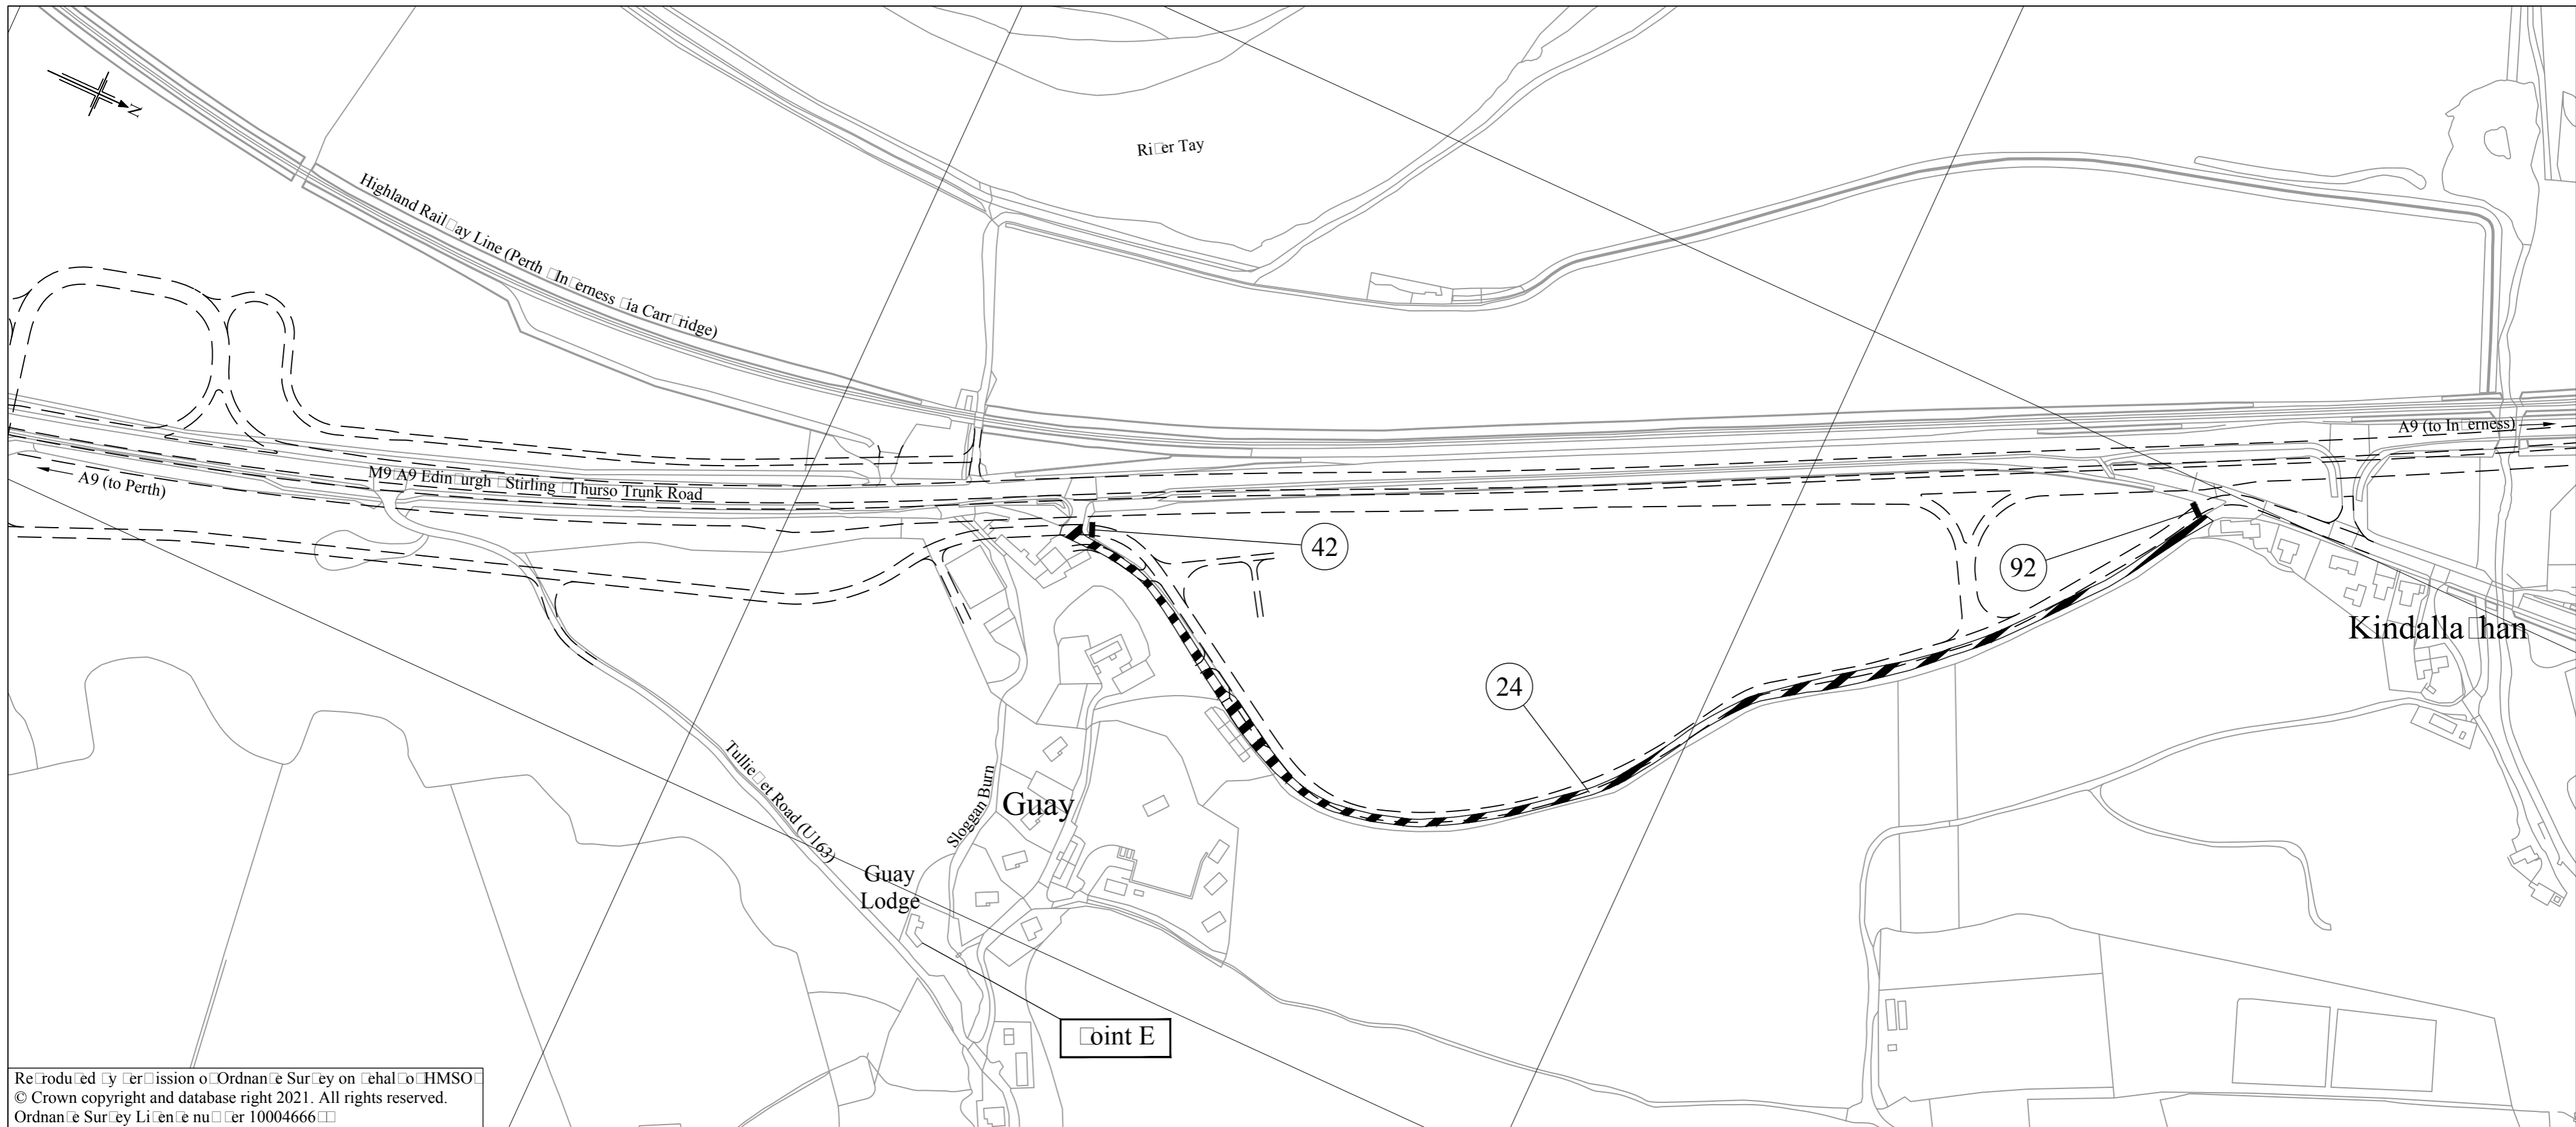 N
River Tay
Highland Railway Line (Perth - Inverness via Carrbridge)
A9 (to Inverness)
M9/A9 Edinburgh - Stirling - Thurso Trunk Road
A9 (to Perth)
42
92
24
Kindallachan
Tulliemet Road (U163)
Sloggan Burn
Guay
Guay
Lodge
Point E
Reproduced by permission of Ordnance Survey on behalf of HMSO.
© Crown copyright and database right 2021. All rights reserved.
Ordnance Survey Licence number 10004666